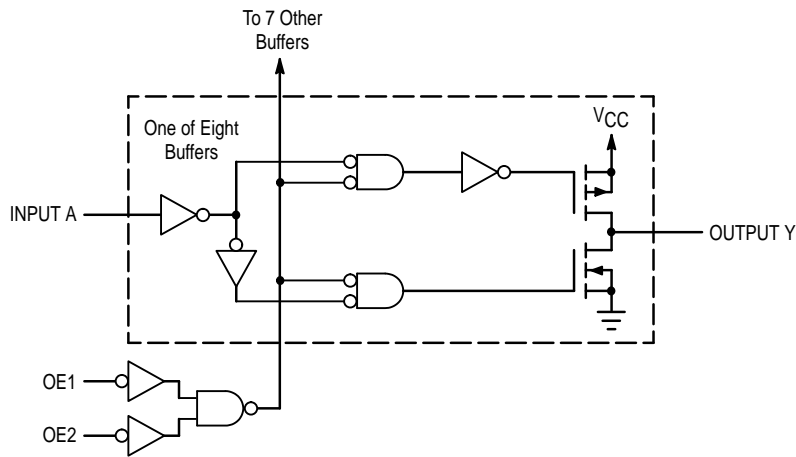 To 7 Other
Buffers
One of Eight
Buffers
VCC
INPUT A
OUTPUT Y
OE1
OE2